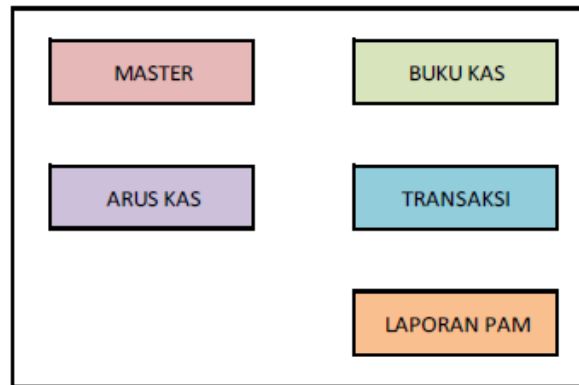 MASTER
BUKU KAS
ARUS KAS
TRANSAKSI
LAPORAN PAM